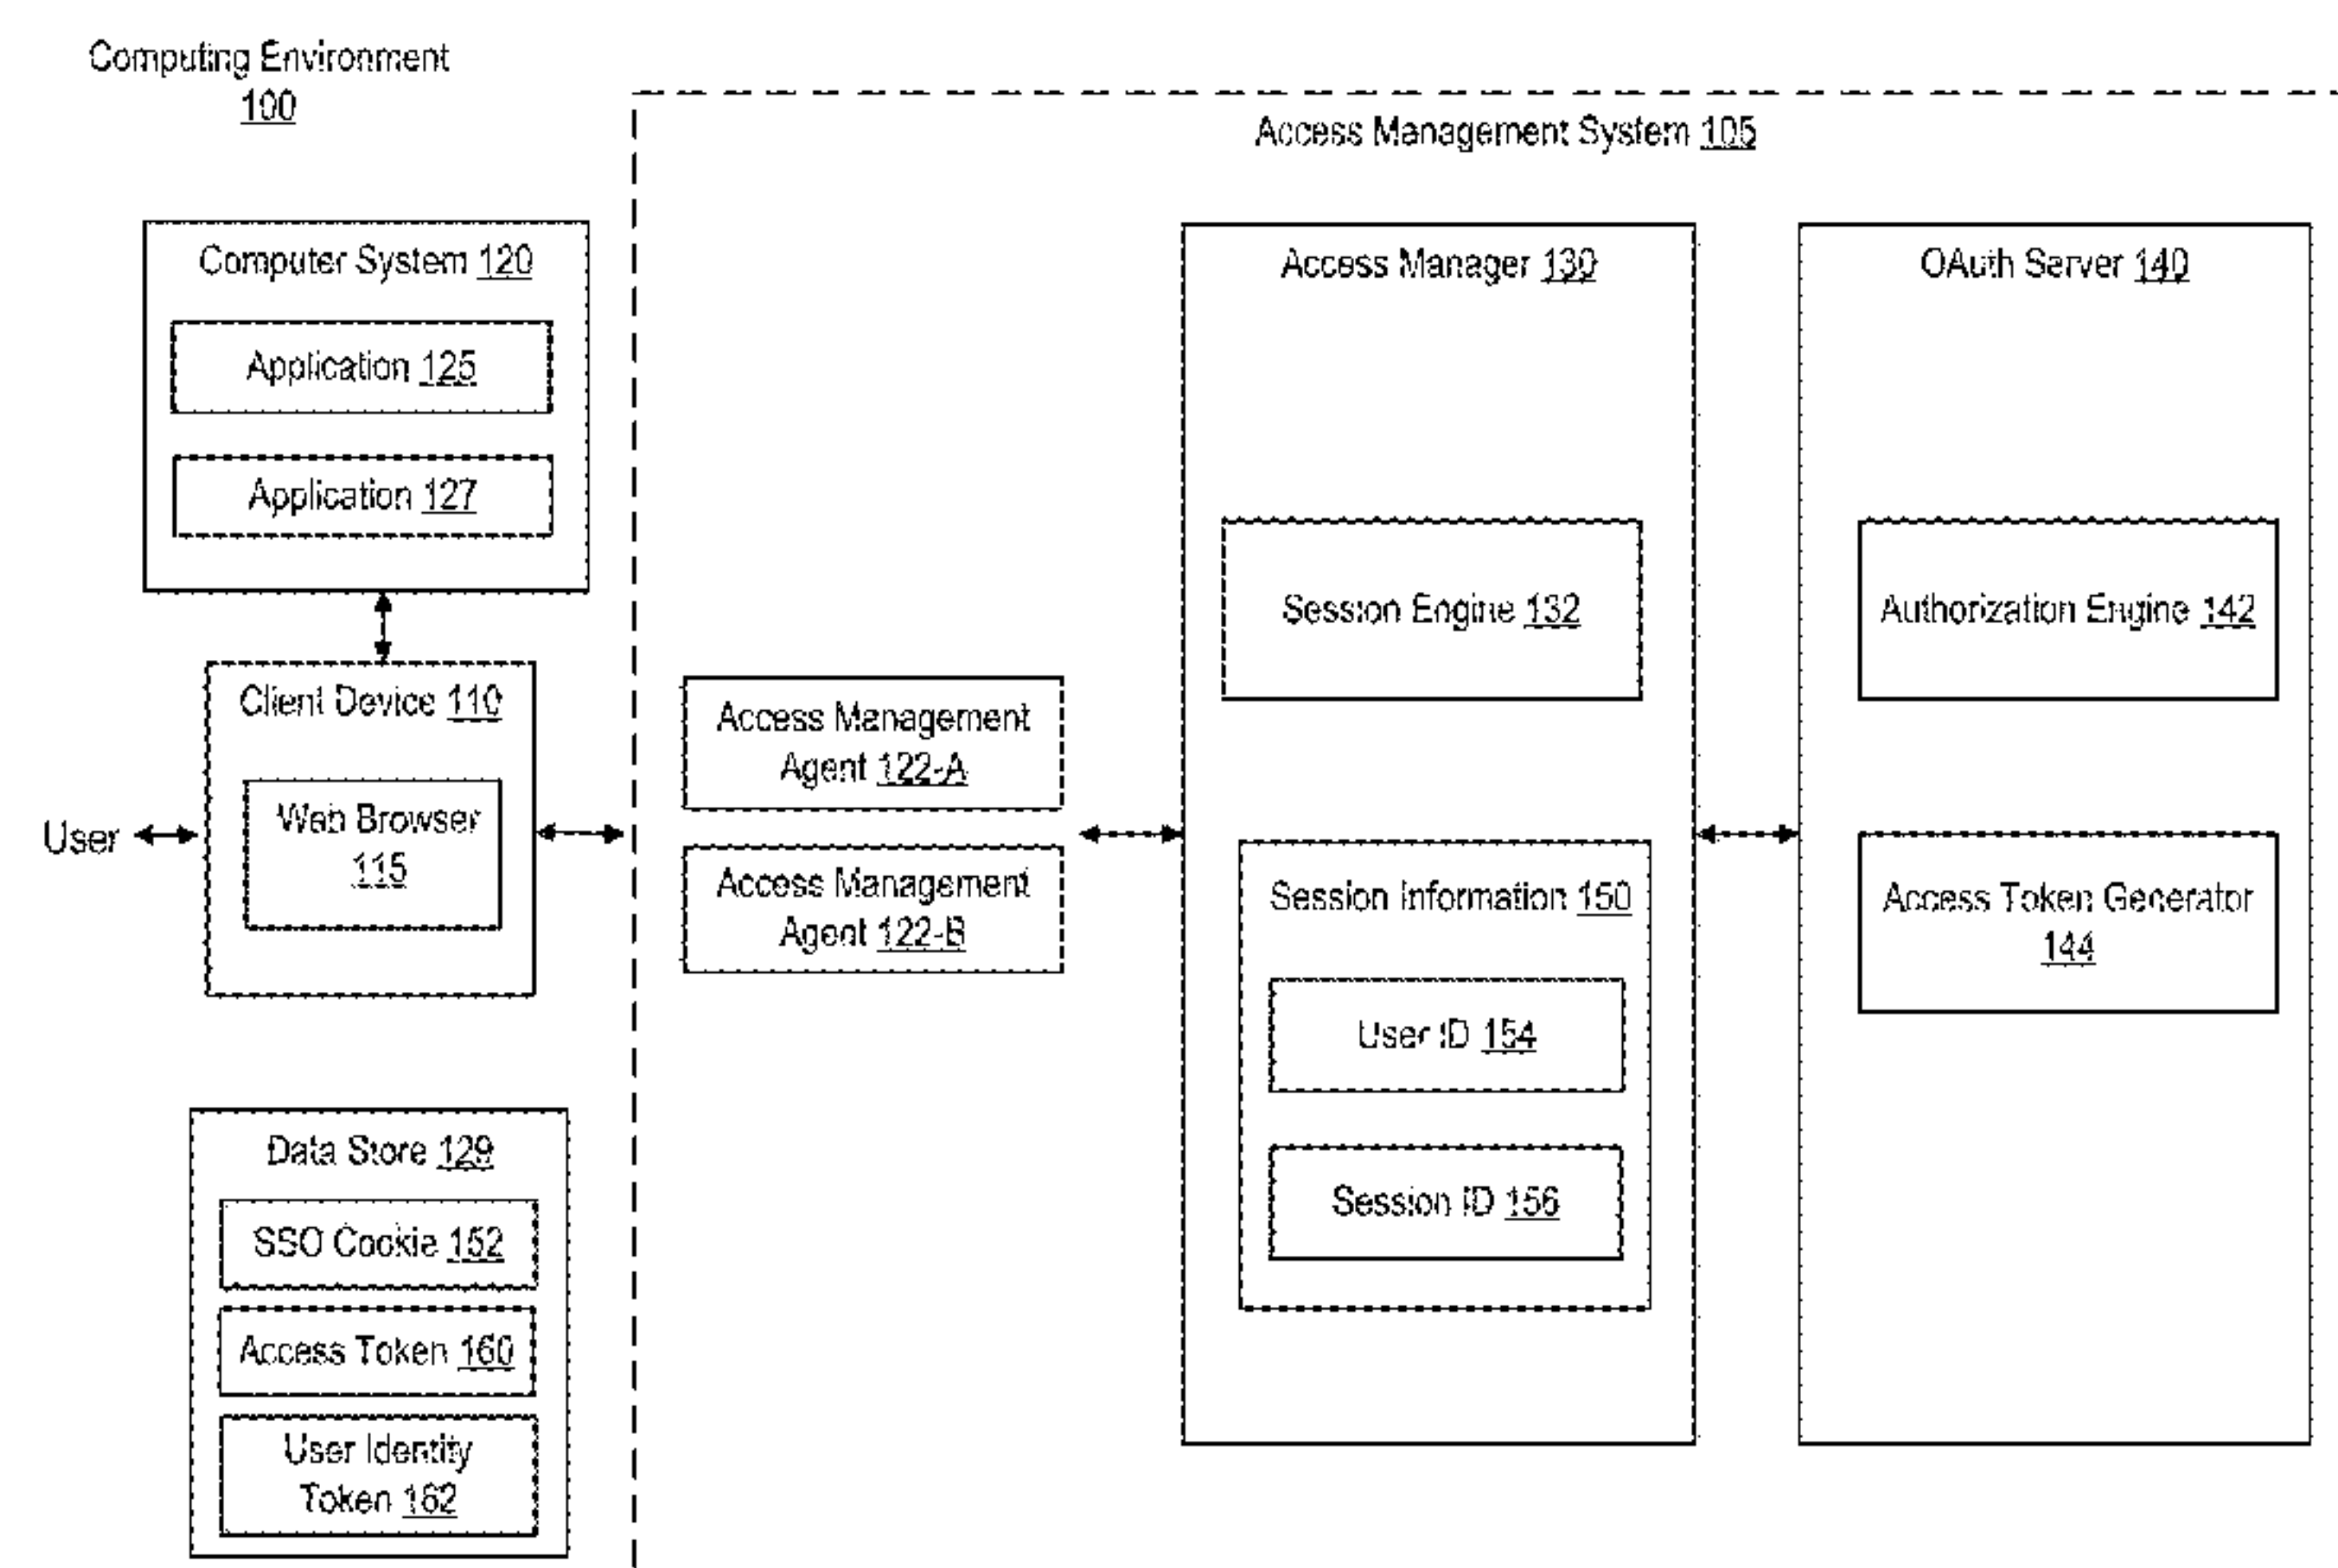 Computing Environment
100
Access Management System 105
Computer System 120
Application 125
Application 127
Client Device 110
Web Browser
115
User
Data Store 129
SSO Cookie 152
Access Token 160
User Identity
Token 162
Access Management
Agent 122-A
Access Management
Agent 122-B
Access Manager 130
Session Engine 132
Session Information 150
User ID 154
Session ID 156
OAuth Server 140
Authorization Engine 142
Access Token Generator
144